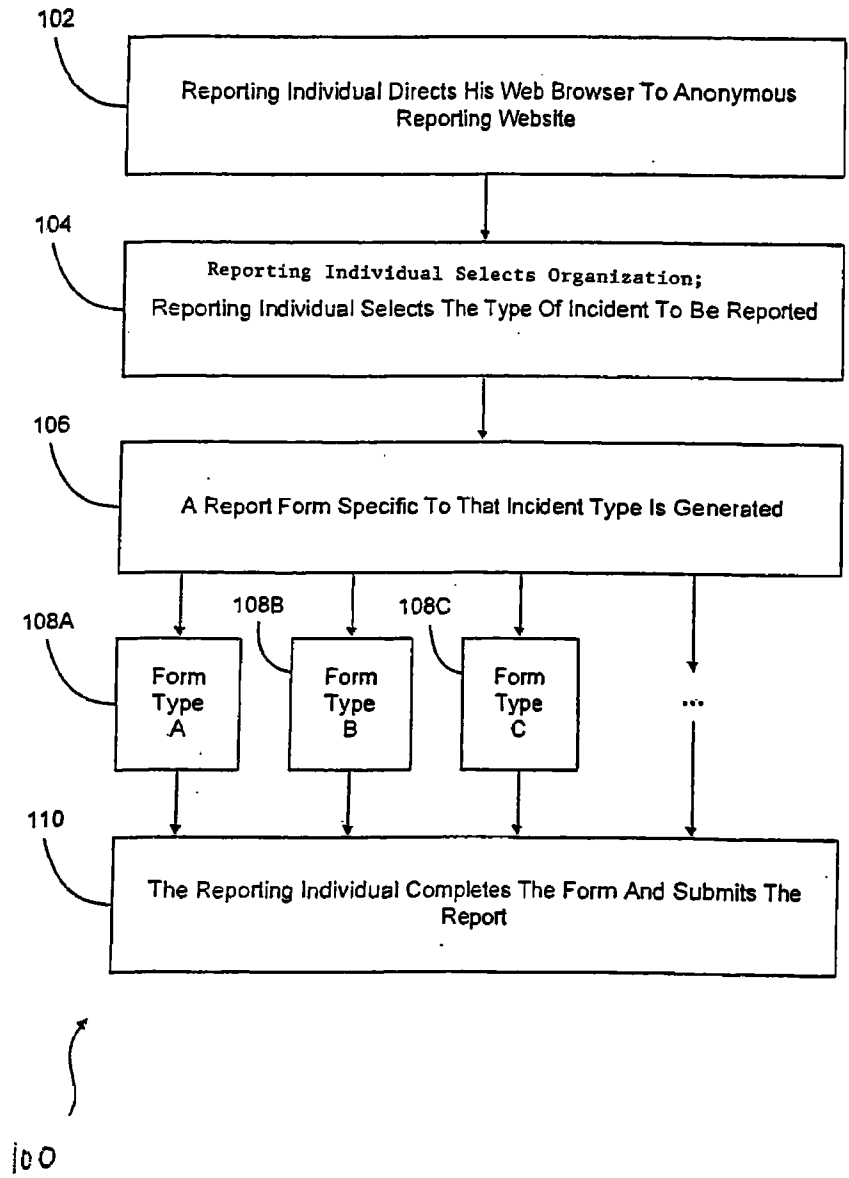 102
Reporting Individual Directs His Web Browser To Anonymous
Reporting Website
104
Reporting Individual Selects Organization;
Reporting Individual Selects The Type Of Incident To Be Reported
106
A Report Form Specific To That Incident Type Is Generated
108A
108B
108C
Form
Type
A
Form
Type
B
Form
Type
C
...
110
The Reporting Individual Completes The Form And Submits The
Report
100